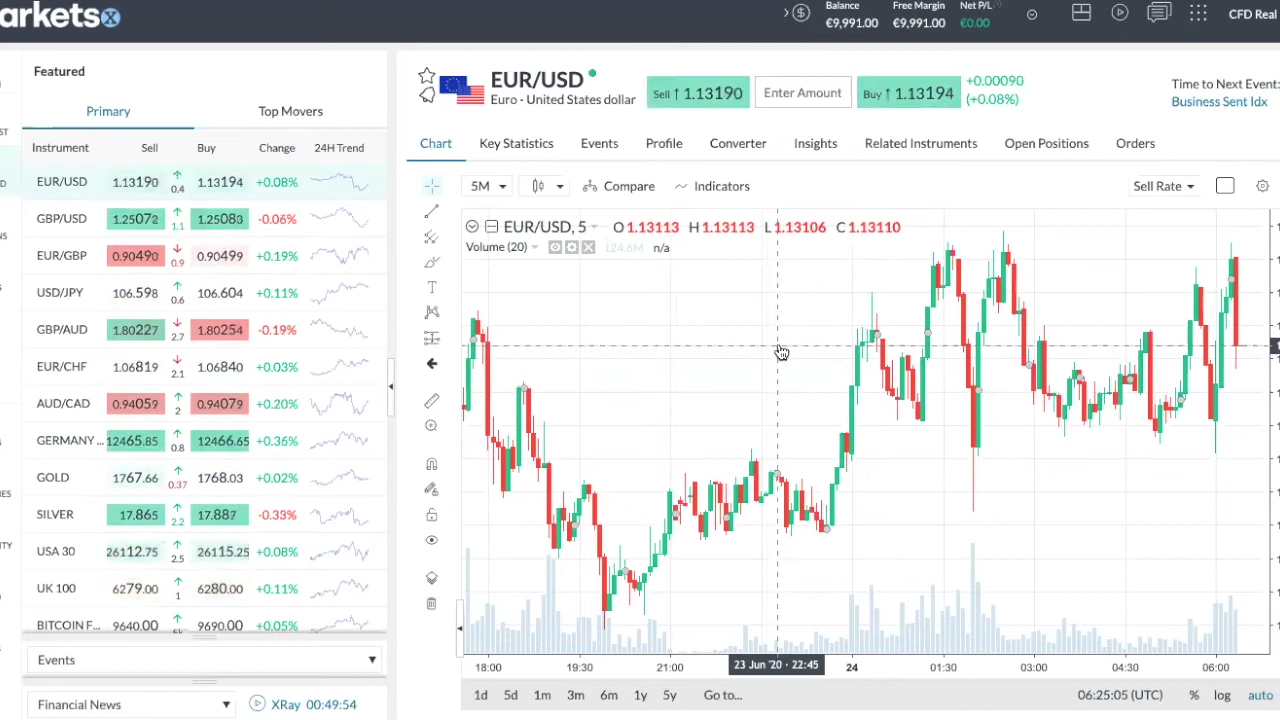 arketsx
Balance
€9,991.00
Free Margin
€9,991.00
Net P/L
€0.00
CFD Real
Featured
Primary
Top Movers
Instrument Sell Buy Change 24H Trend
EUR/USD 1.13190 0.4 1.13194 +0.08%
GBP/USD 1.25072 1.1 1.25083 -0.06%
EUR/GBP 0.90490 0.9 0.90499 +0.19%
USD/JPY 106.598 0.6 106.604 +0.11%
GBP/AUD 1.80227 2.7 1.80254 -0.19%
EUR/CHF 1.06819 2.1 1.06840 +0.03%
AUD/CAD 0.94059 2 0.94079 +0.20%
GERMANY ... 12465.85 0.8 12466.65 +0.36%
GOLD 1767.66 0.37 1768.03 +0.02%
SILVER 17.865 2.2 17.887 -0.33%
USA 30 26112.75 2.5 26115.25 +0.08%
UK 100 6279.00 1 6280.00 +0.11%
BITCOIN F... 9640.00 9690.00 +0.05%
Events
Financial News
XRay 00:49:54
EUR/USD
Euro - United States dollar
Sell ↑ 1.13190
Enter Amount
Buy ↑ 1.13194
+0.00090
(+0.08%)
Time to Next Event:
Business Sent Idx
Chart Key Statistics Events Profile Converter Insights Related Instruments Open Positions Orders
5M Compare Indicators Sell Rate
EUR/USD, 5 O 1.13113 H 1.13113 L 1.13106 C 1.13110
Volume (20) 124.6M n/a
18:00 19:30 21:00 23 Jun '20 - 22:45 24 01:30 03:00 04:30 06:00
1d 5d 1m 3m 6m 1y 5y Go to... 06:25:05 (UTC) % log auto